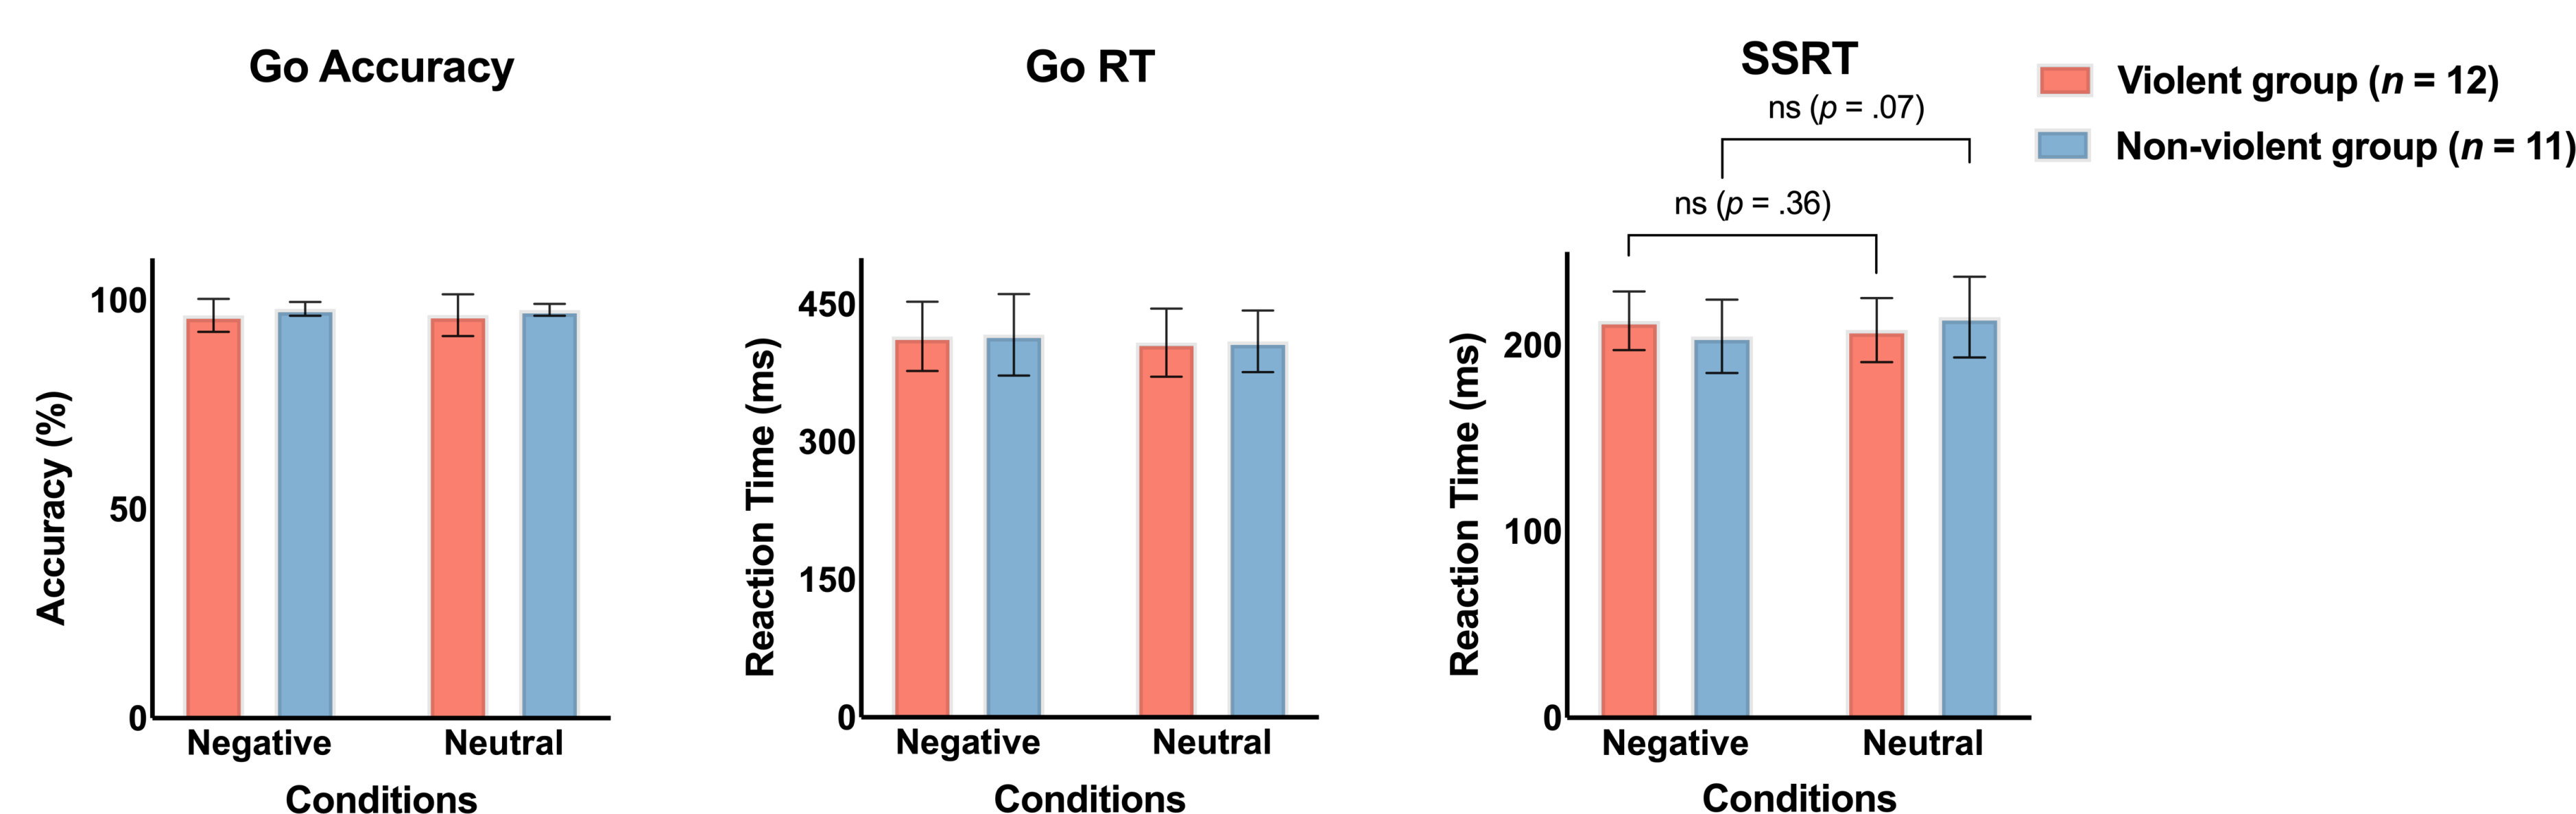 Go Accuracy
Accuracy (%)
100
50
0
Negative
Neutral
Conditions
Go RT
Reaction Time (ms)
450
300
150
0
Negative
Neutral
Conditions
SSRT
ns (p = .07)
ns (p = .36)
Reaction Time (ms)
200
100
0
Negative
Neutral
Conditions
Violent group (n = 12)
Non-violent group (n = 11)